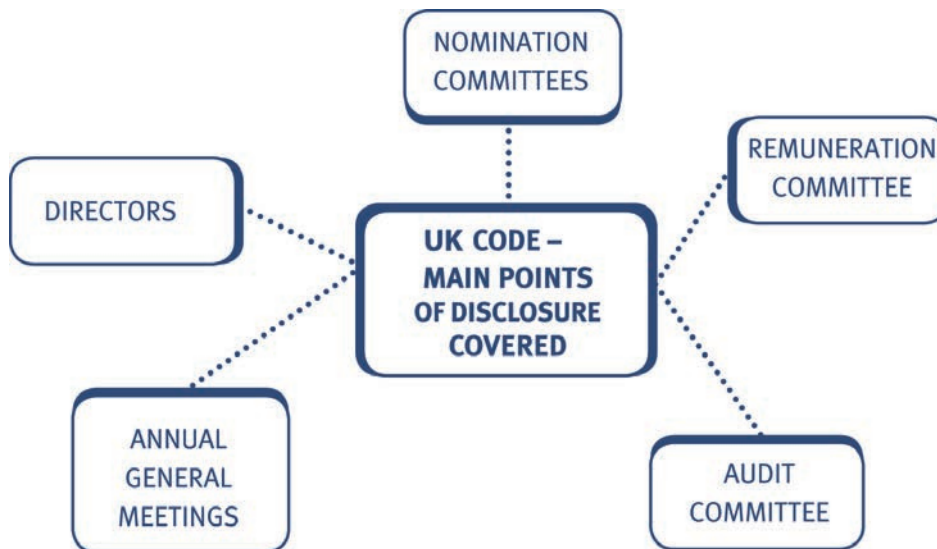 NOMINATION
COMMITTEES
REMUNERATION
COMMITTEE
DIRECTORS
UK CODE –
MAIN POINTS
OF DISCLOSURE
COVERED
ANNUAL
GENERAL
MEETINGS
AUDIT
COMMITTEE